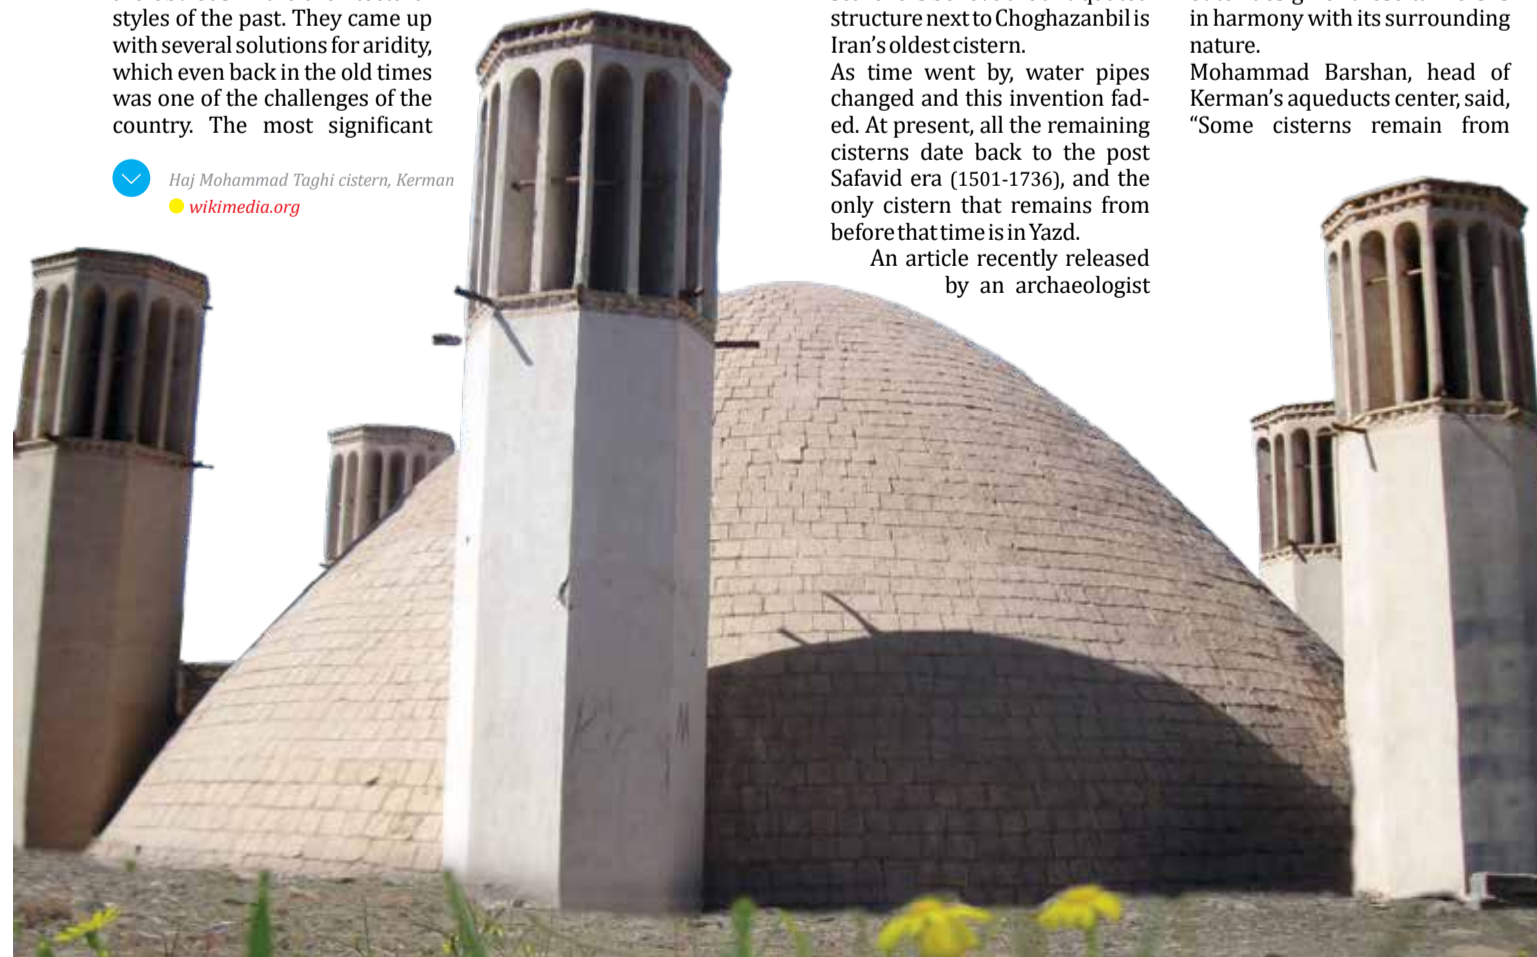 styles of the past. They came up
with several solutions for aridity,
which even back in the old times
was one of the challenges of the
country. The most significant
Haj Mohammad Taghi cistern, Kerman
wikimedia.org
structure next to Choghazanbil is
Iran's oldest cistern.
As time went by, water pipes
changed and this invention fad-
ed. At present, all the remaining
cisterns date back to the post
Safavid era (1501-1736), and the
only cistern that remains from
before that time is in Yazd.
An article recently released
by an archaeologist
in harmony with its surrounding
nature.
Mohammad Barshan, head of
Kerman's aqueducts center, said,
“Some cisterns remain from